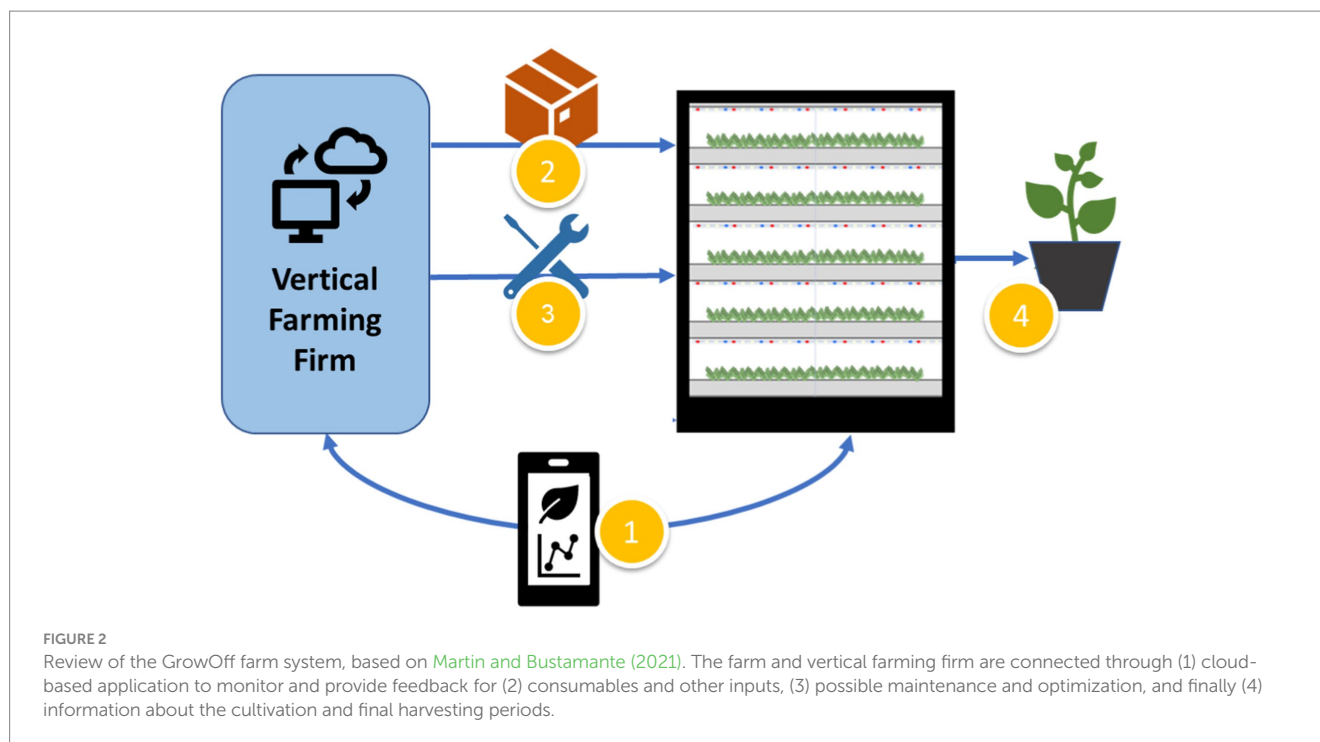 2
3
Vertical
Farming
Firm
4
1
FIGURE 2
Review of the GrowOff farm system, based on Martin and Bustamante (2021). The farm and vertical farming firm are connected through (1) cloud-
based application to monitor and provide feedback for (2) consumables and other inputs, (3) possible maintenance and optimization, and finally (4)
information about the cultivation and final harvesting periods.